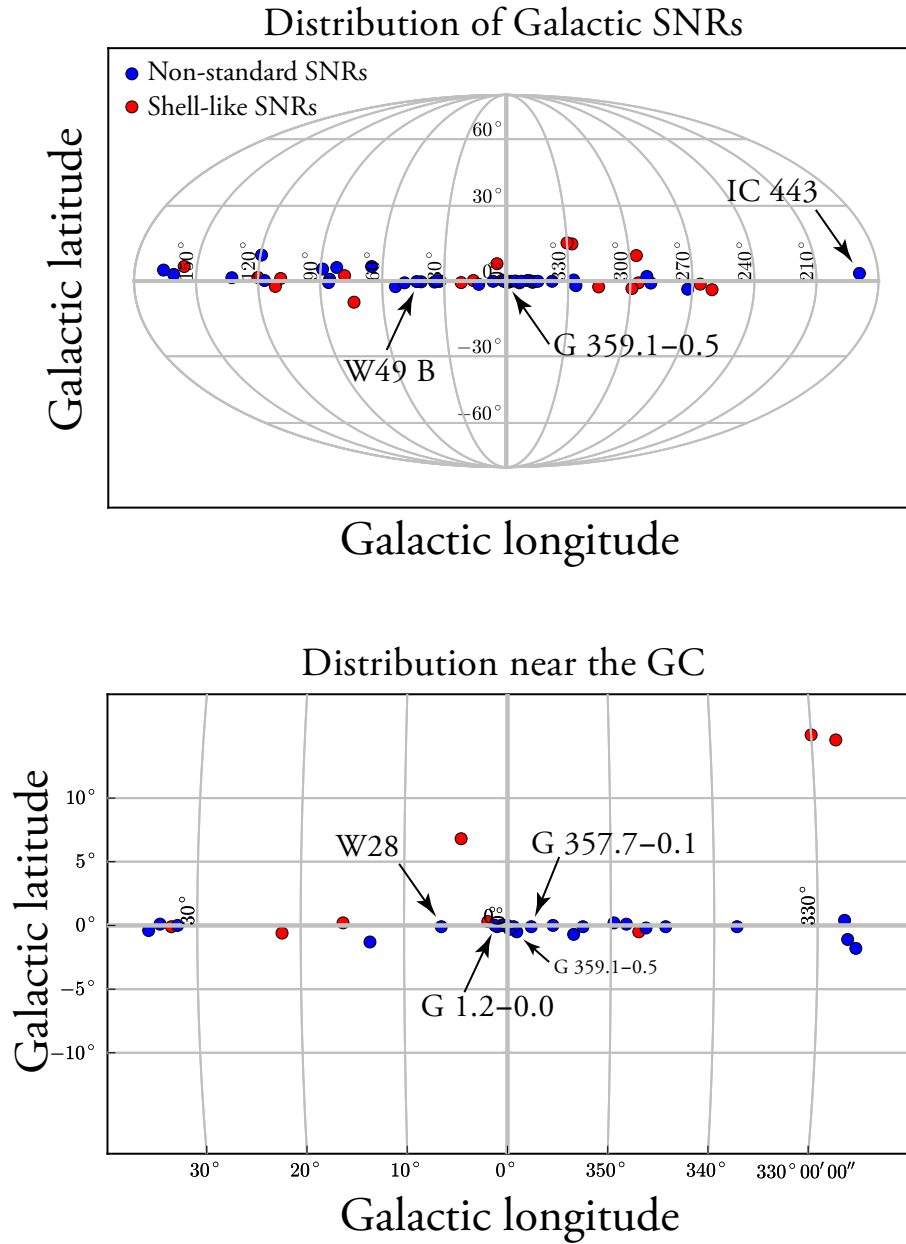 Distribution of Galactic SNRs
Non-standard SNRs
Shell-like SNRs
Galactic latitude
60°
30°
0°
−30°
−60°
120°
90°
60°
30°
330°
300°
270°
240°
210°
IC 443
W49 B
G 359.1−0.5
Galactic longitude
Distribution near the GC
Galactic latitude
10°
5°
0°
−5°
−10°
W28
G 357.7−0.1
G 359.1−0.5
G 1.2−0.0
30°
0°
330°
30°
20°
10°
0°
350°
340°
330°00′00″
Galactic longitude